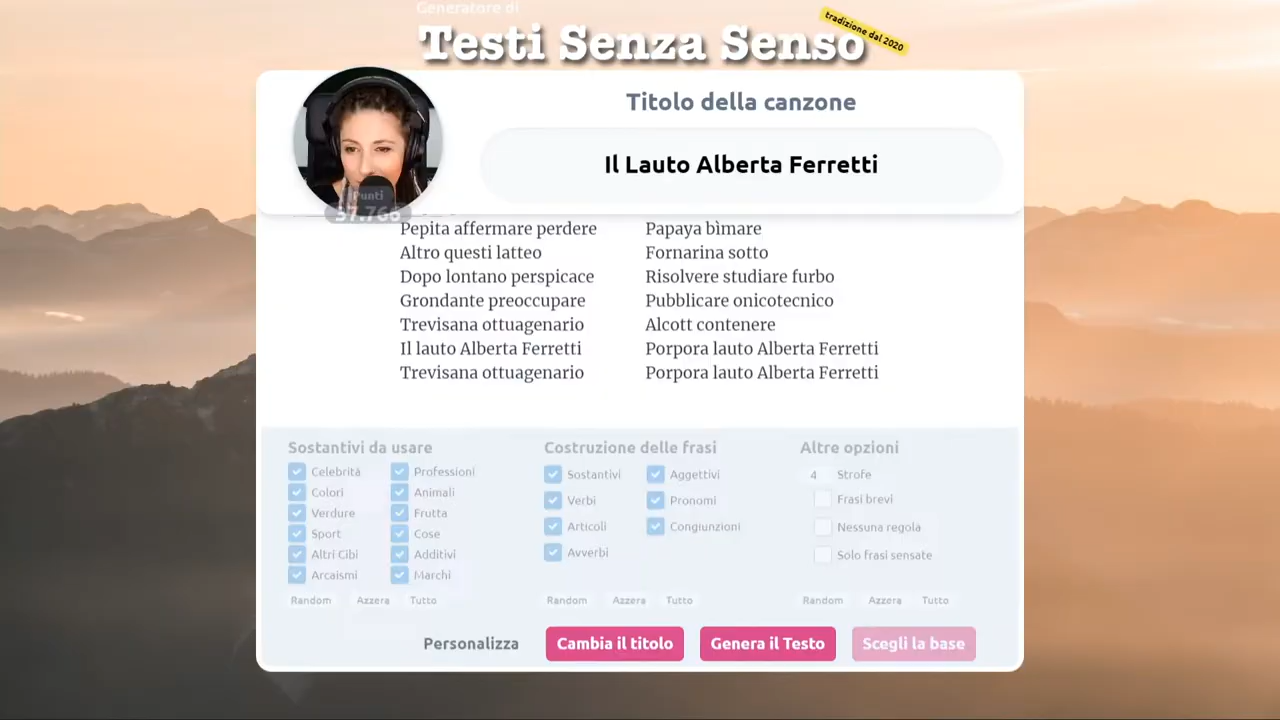 Generatore di
Testi Senza Senso
tradizione dal 2020
Titolo della canzone
Il Lauto Alberta Ferretti
Punti
37.766
Pepita affermare perdere
Altro questi latteo
Dopo lontano perspicace
Grondante preoccupare
Trevisana ottuagenario
Il lauto Alberta Ferretti
Trevisana ottuagenario
Papaya bìmare
Fornarina sotto
Risolvere studiare furbo
Pubblicare onicotecnico
Alcott contenere
Porpora lauto Alberta Ferretti
Porpora lauto Alberta Ferretti
Sostantivi da usare
Celebrità
Professioni
Colori
Animali
Verdure
Frutta
Sport
Cose
Altri Cibi
Additivi
Arcaismi
Marchi
Random Azzera Tutto
Costruzione delle frasi
Sostantivi
Aggettivi
Verbi
Pronomi
Articoli
Congiunzioni
Avverbi
Random Azzera Tutto
Altre opzioni
4 Strofe
Frasi brevi
Nessuna regola
Solo frasi sensate
Random Azzera Tutto
Personalizza
Cambia il titolo
Genera il Testo
Scegli la base